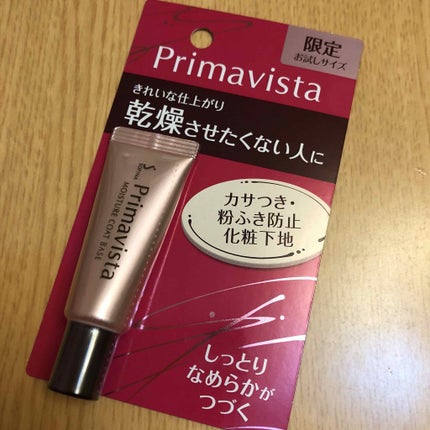 限定
お試しサイズ
Primavista
きれいな仕上がり
乾燥させたくない人に
カサつき・
粉ふき防止
化粧下地
しっとり
なめらかが
つづく
Primavista
MOISTURE COAT BASE